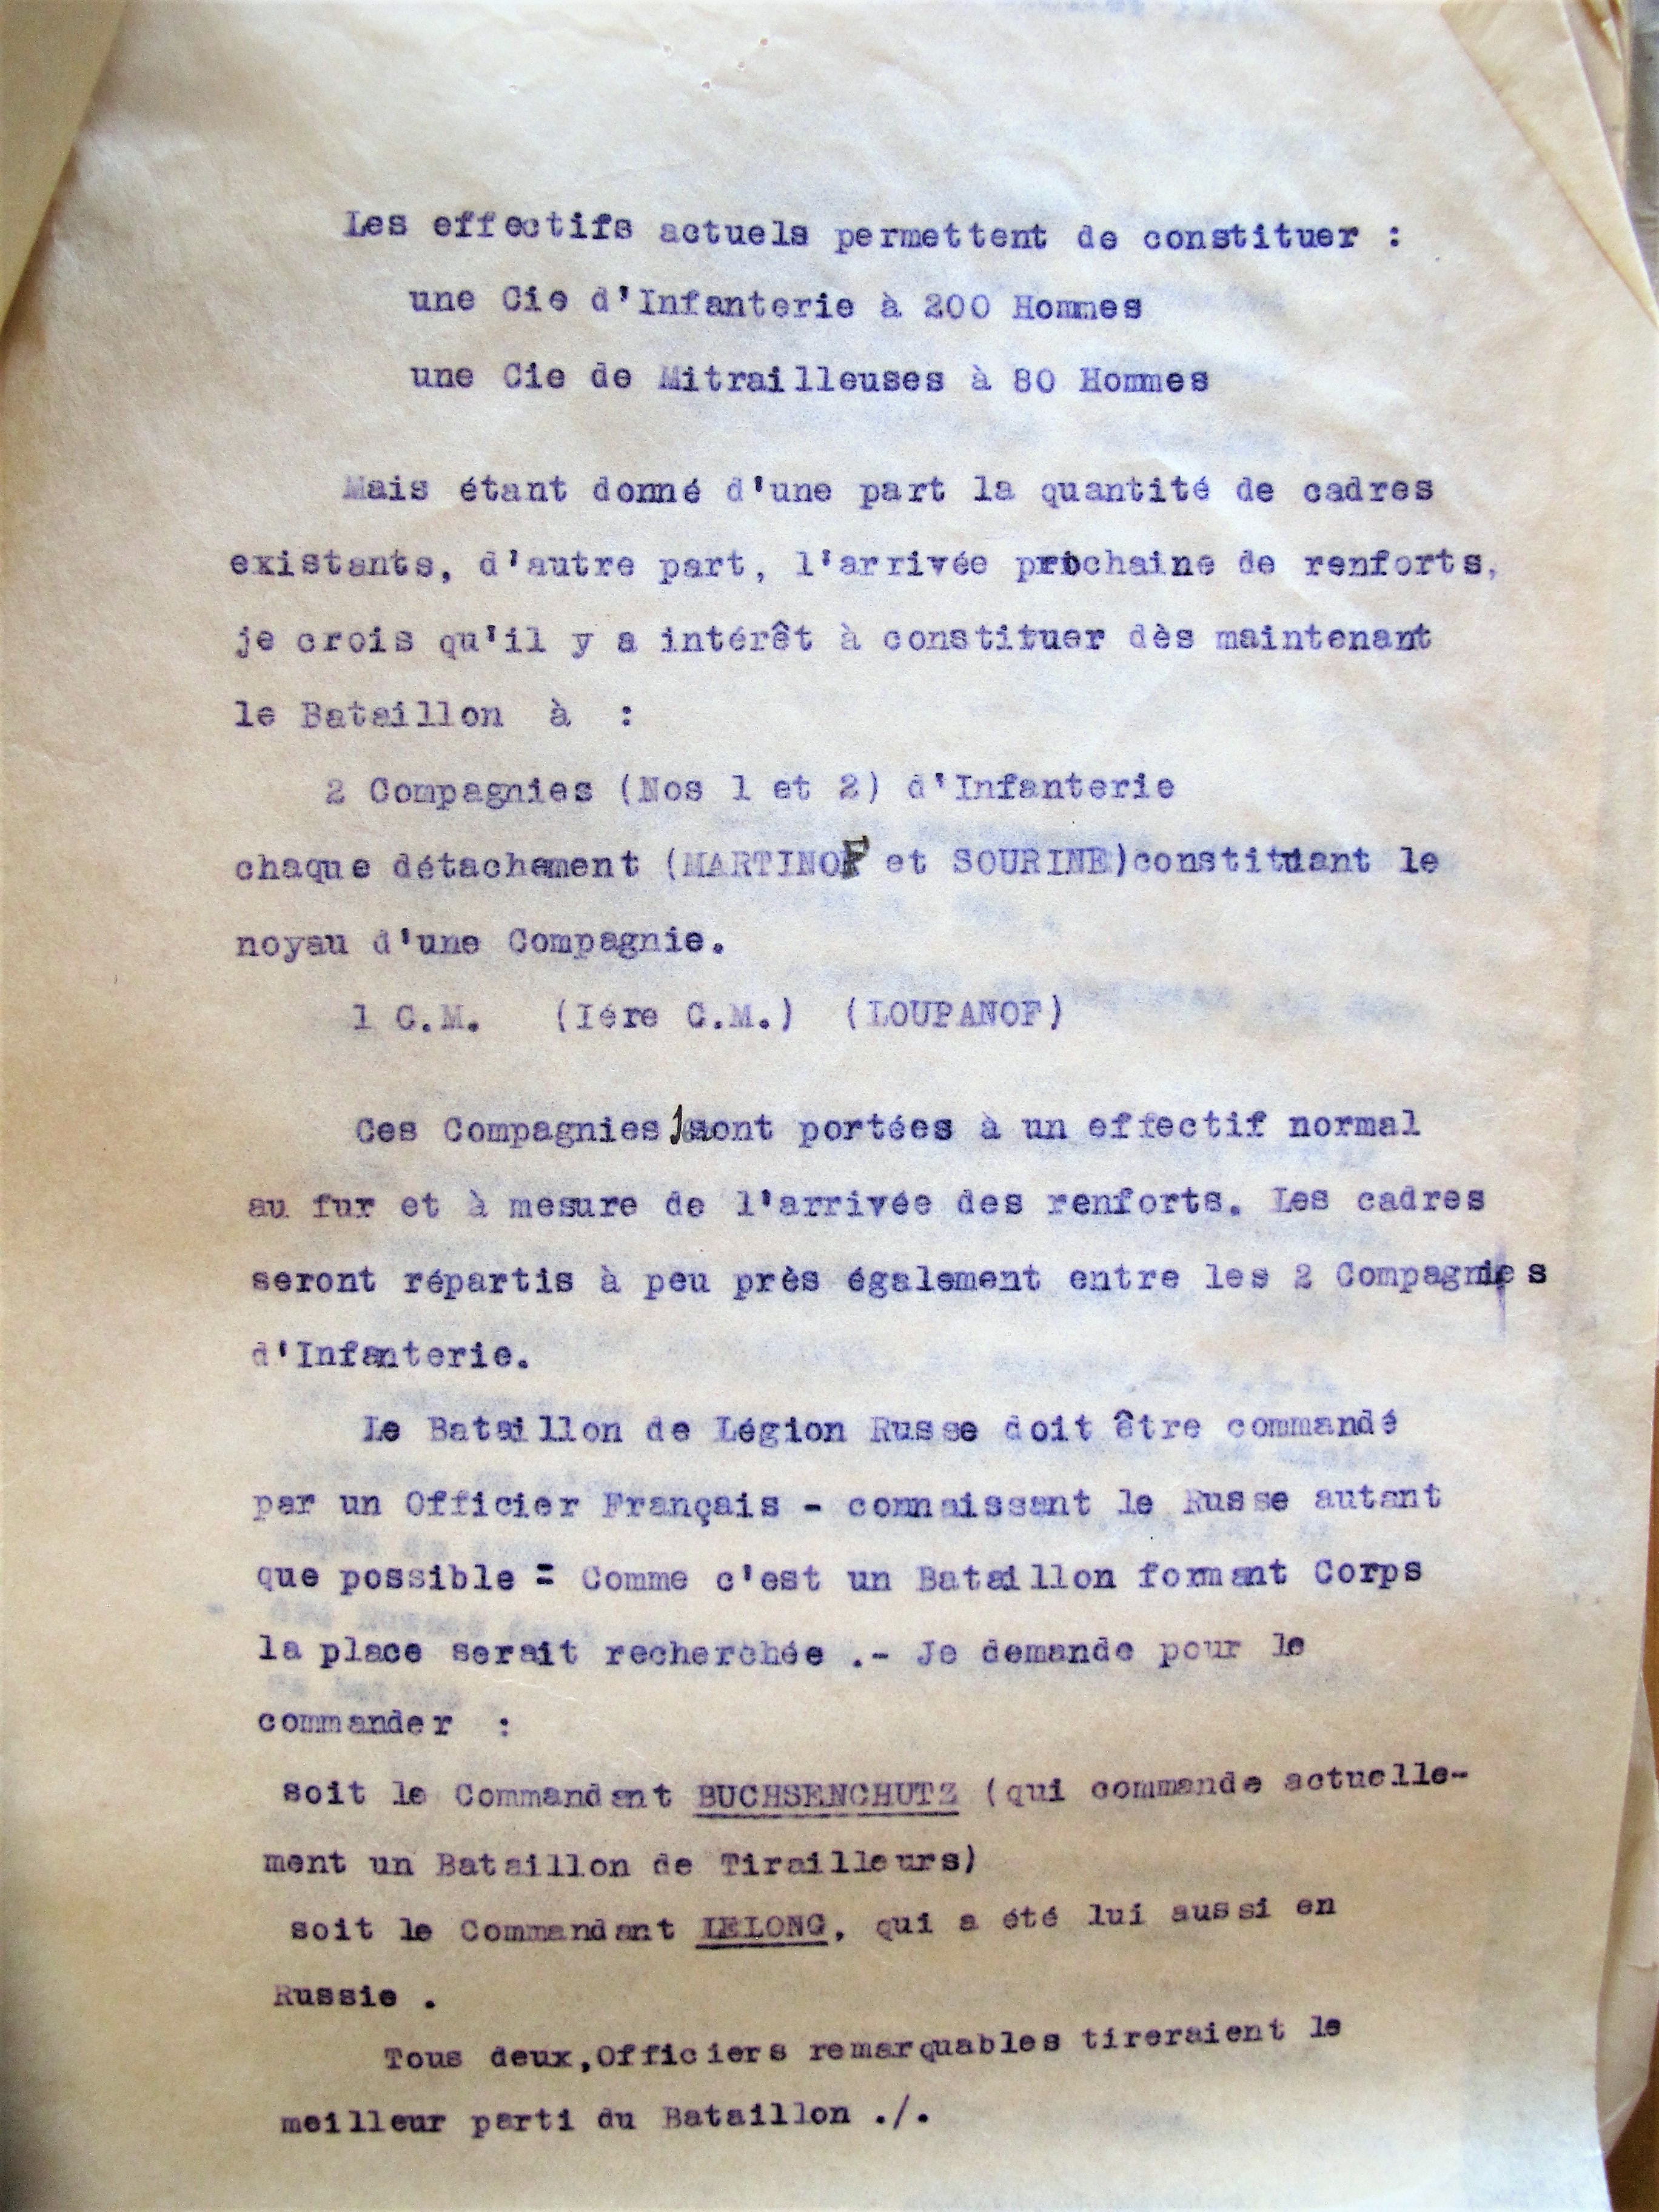 Les effectifs actuels permettent de constituer :
une Cie d'Infanterie à 200 Hommes
une Cie de Mitrailleuses à 80 Hommes
Mais étant donné d'une part la quantité de cadres
existants, d'autre part, l'arrivée prochaine de renforts,
je crois qu'il y a intérêt à constituer dès maintenant
le Bataillon à :
2 Compagnies (Nos 1 et 2) d'Infanterie
chaque détachement (MARTINOF et SOURINE)constituant le
noyau d'une Compagnie.
1 C.M. (Iére C.M.) (LOUPANOF)
Ces Compagnies sont portées à un effectif normal
au fur et à mesure de l'arrivée des renforts. Les cadres
seront répartis à peu près également entre les 2 Compagnies
d'Infanterie.
Le Bataillon de Légion Russe doit être commandé
par un Officier Français - connaissant le Russe autant
que possible - Comme c'est un Bataillon formant Corps
la place serait recherchée .- Je demande pour le
commander :
soit le Commandant BUCHSENCHUTZ (qui commande actuelle-
ment un Bataillon de Tirailleurs)
soit le Commandant LELONG, qui a été lui aussi en
Russie .
Tous deux,Officiers remarquables tireraient le
meilleur parti du Bataillon ./.